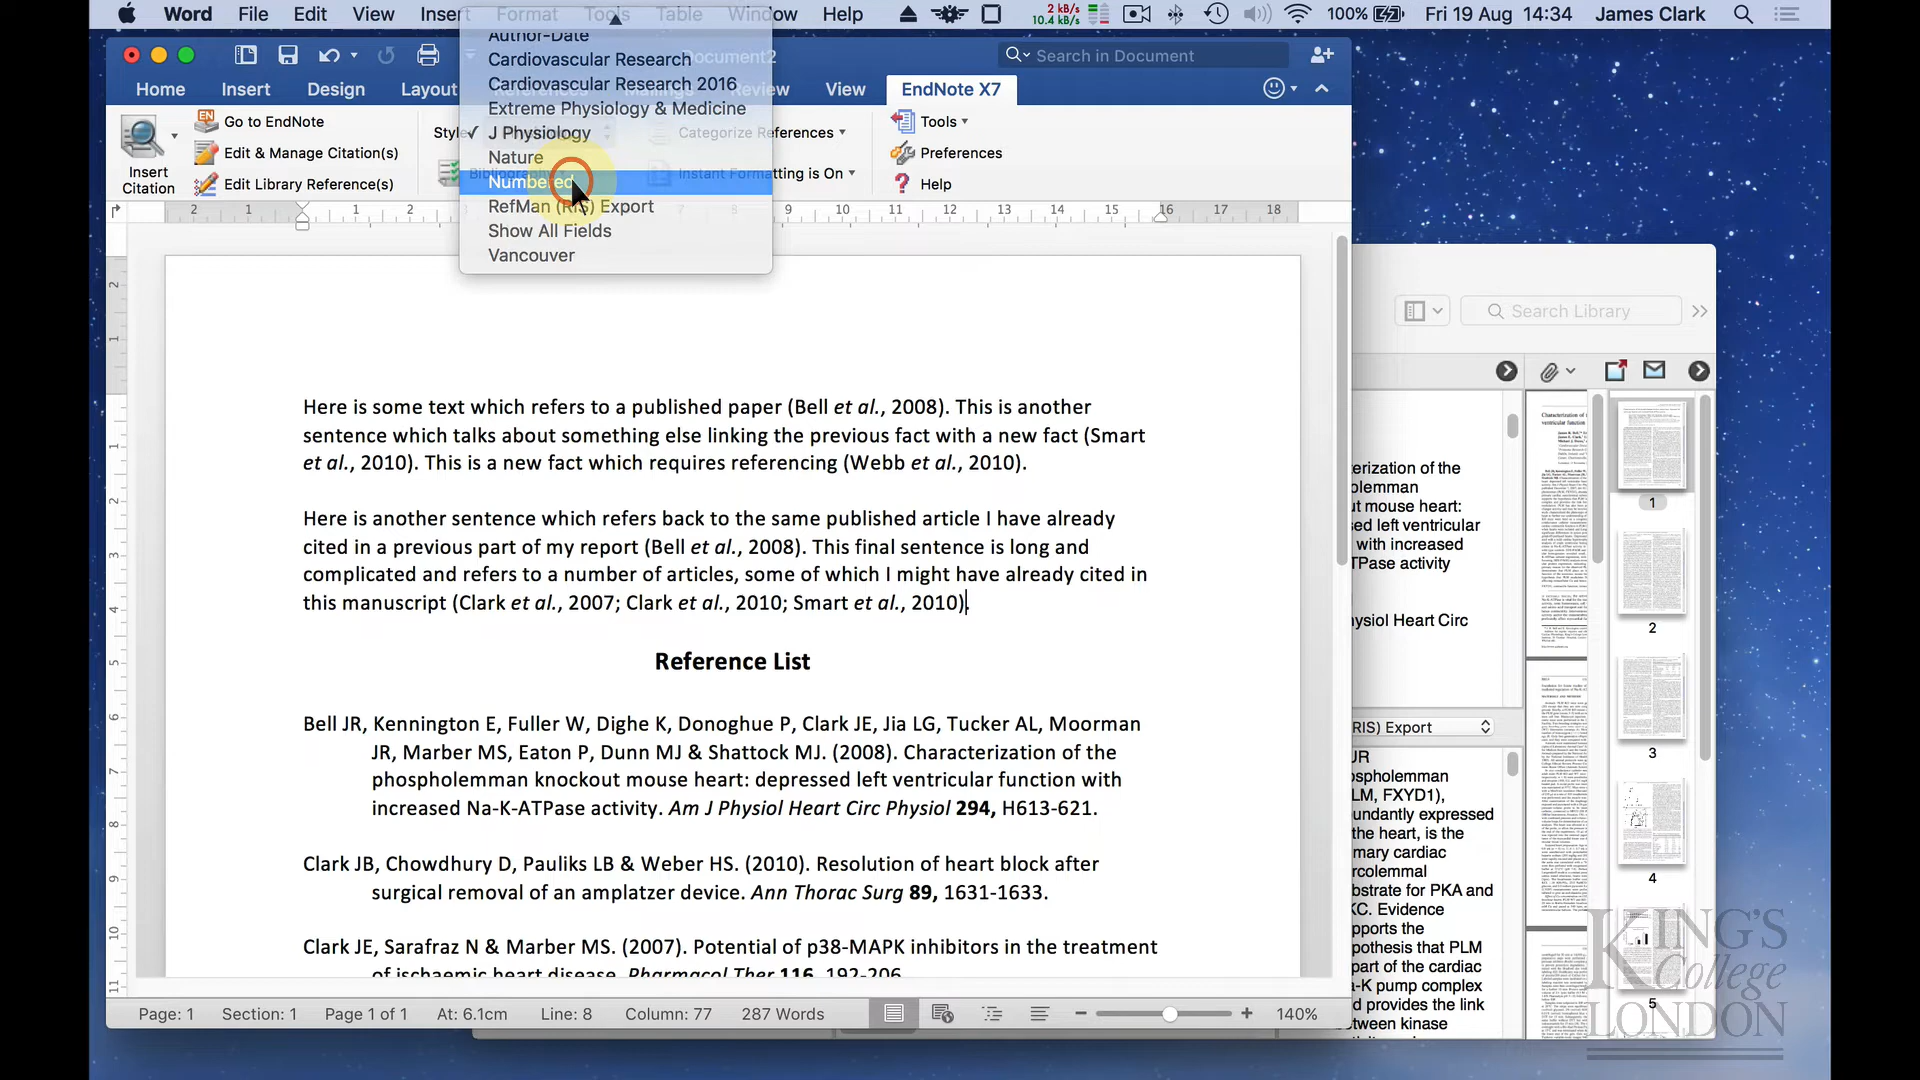 Word File Edit View Insert Format Tools Table Window Help 2 kB/s 10.4 kB/s 100% Fri 19 Aug 14:34 James Clark
Document2
Search in Document
Home Insert Design Layout References Mailings Review View EndNote X7
Insert Citation
Go to EndNote
Edit & Manage Citation(s)
Edit Library Reference(s)
Style
Bibliography
Categorize References
Instant Formatting is On
Tools
Preferences
Help
Author-Date
Cardiovascular Research
Cardiovascular Research 2016
Extreme Physiology & Medicine
✓ J Physiology
Nature
Numbered
RefMan (RIS) Export
Show All Fields
Vancouver
2 1 1 2 7 8 9 10 11 12 13 14 15 16 17 18
Here is some text which refers to a published paper (Bell et al., 2008). This is another
sentence which talks about something else linking the previous fact with a new fact (Smart
et al., 2010). This is a new fact which requires referencing (Webb et al., 2010).
Here is another sentence which refers back to the same published article I have already
cited in a previous part of my report (Bell et al., 2008). This final sentence is long and
complicated and refers to a number of articles, some of which I might have already cited in
this manuscript (Clark et al., 2007; Clark et al., 2010; Smart et al., 2010).
Reference List
Bell JR, Kennington E, Fuller W, Dighe K, Donoghue P, Clark JE, Jia LG, Tucker AL, Moorman
JR, Marber MS, Eaton P, Dunn MJ & Shattock MJ. (2008). Characterization of the
phospholemman knockout mouse heart: depressed left ventricular function with
increased Na-K-ATPase activity. Am J Physiol Heart Circ Physiol 294, H613-621.
Clark JB, Chowdhury D, Pauliks LB & Weber HS. (2010). Resolution of heart block after
surgical removal of an amplatzer device. Ann Thorac Surg 89, 1631-1633.
Clark JE, Sarafraz N & Marber MS. (2007). Potential of p38-MAPK inhibitors in the treatment
of ischaemic heart disease. Pharmacol Ther 116, 192-206.
Page: 1 Section: 1 Page 1 of 1 At: 6.1cm Line: 8 Column: 77 287 Words 140%
Search Library
erization of the
olemman
ut mouse heart:
sed left ventricular
with increased
TPase activity
ysiol Heart Circ
RIS) Export
UR
ospholemman
LM, FXYD1),
undantly expressed
the heart, is the
mary cardiac
rcolemmal
bstrate for PKA and
KC. Evidence
pports the
pothesis that PLM
part of the cardiac
a-K pump complex
d provides the link
tween kinase
1
2
3
4
5
KING'S
College
LONDON